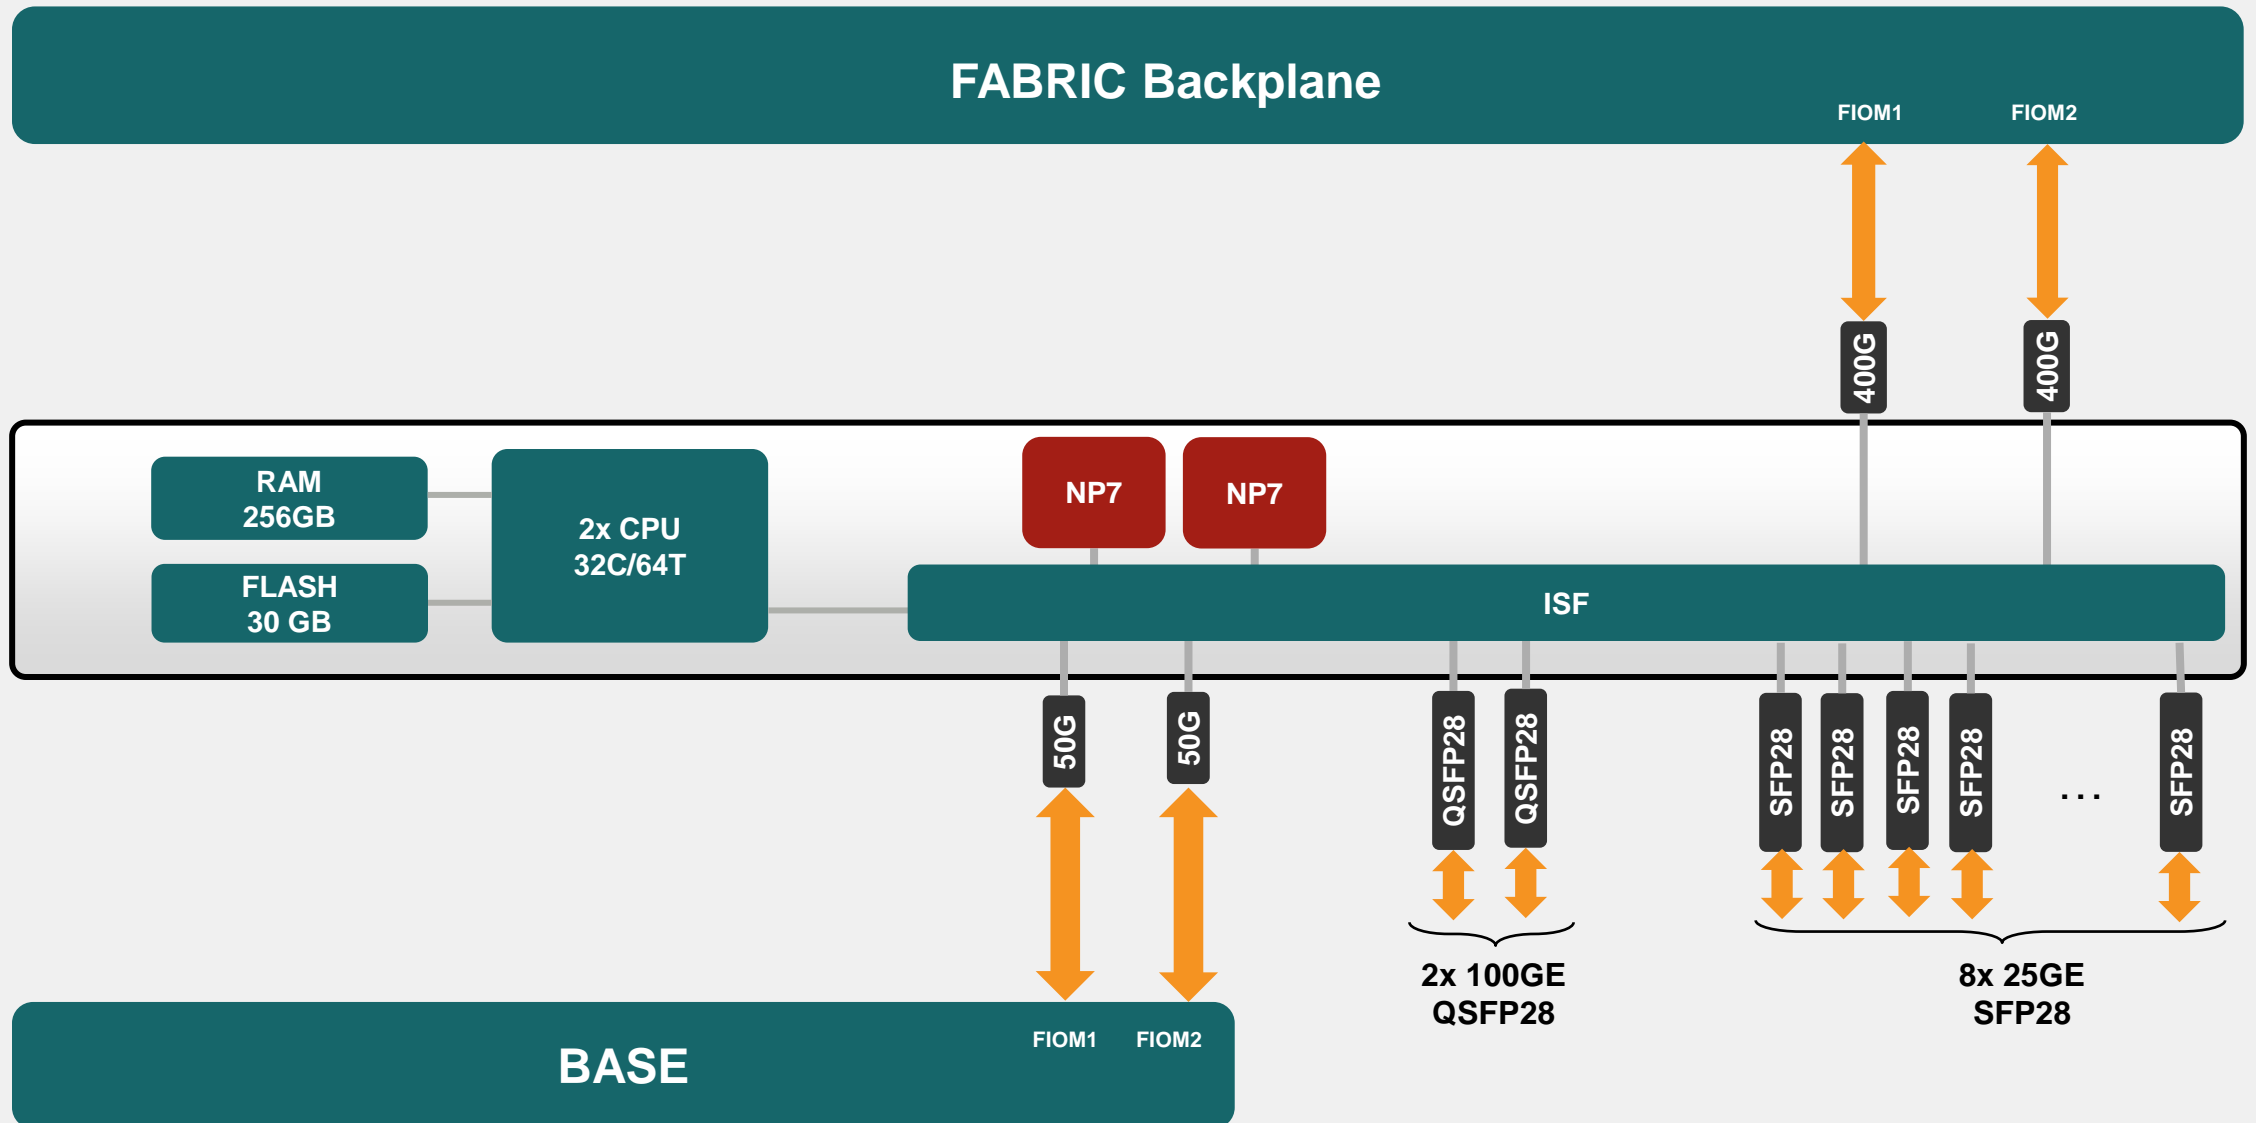 FABRIC Backplane
FIOM1
FIOM2
400G
400G
RAM
256GB
FLASH
30 GB
2x CPU
32C/64T
NP7
NP7
ISF
50G
50G
QSFP28
QSFP28
SFP28
SFP28
SFP28
SFP28
...
SFP28
2x 100GE
QSFP28
8x 25GE
SFP28
FIOM1
FIOM2
BASE